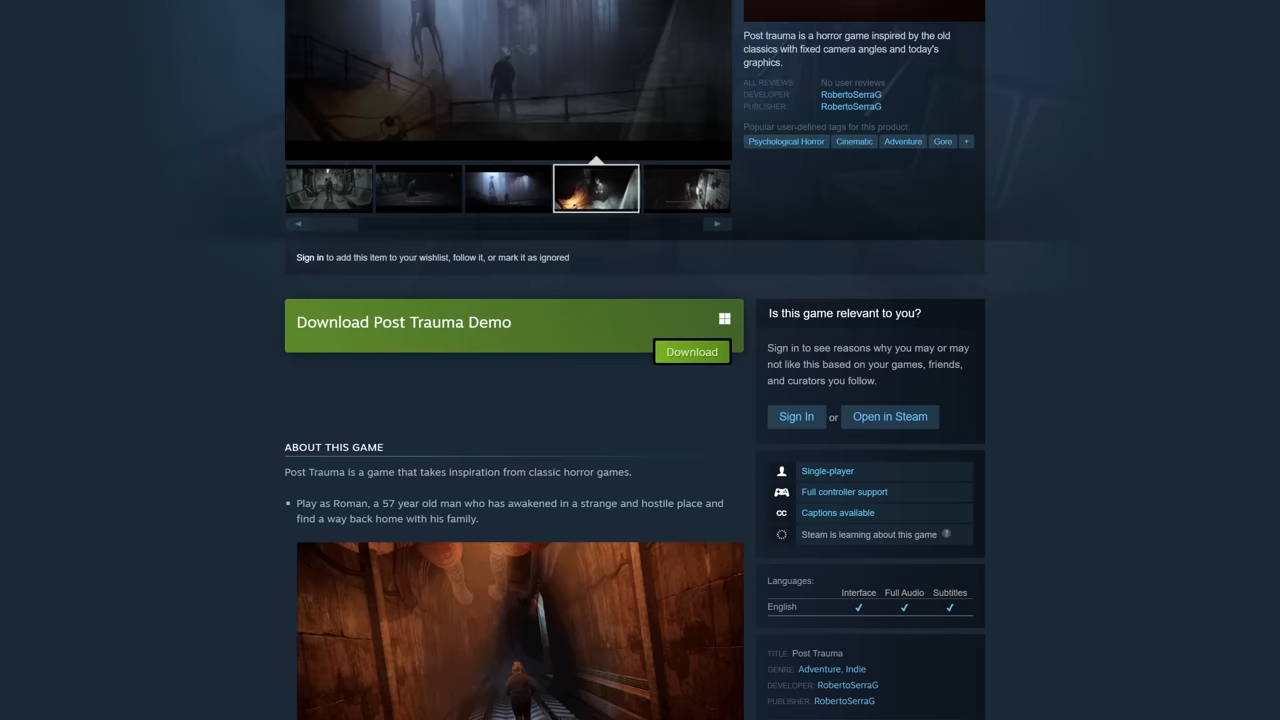 Post trauma is a horror game inspired by the old
classics with fixed camera angles and today's
graphics.
ALL REVIEWS: No user reviews
DEVELOPER: RobertoSerraG
PUBLISHER: RobertoSerraG
Popular user-defined tags for this product:
Psychological Horror Cinematic Adventure Gore +
Sign in to add this item to your wishlist, follow it, or mark it as ignored
Download Post Trauma Demo
Download
Is this game relevant to you?
Sign in to see reasons why you may or may
not like this based on your games, friends,
and curators you follow.
Sign In or Open in Steam
ABOUT THIS GAME
Post Trauma is a game that takes inspiration from classic horror games.
Play as Roman, a 57 year old man who has awakened in a strange and hostile place and
find a way back home with his family.
Single-player
Full controller support
CC Captions available
Steam is learning about this game ?
Languages:
Interface Full Audio Subtitles
English ✔ ✔ ✔
TITLE: Post Trauma
GENRE: Adventure, Indie
DEVELOPER: RobertoSerraG
PUBLISHER: RobertoSerraG